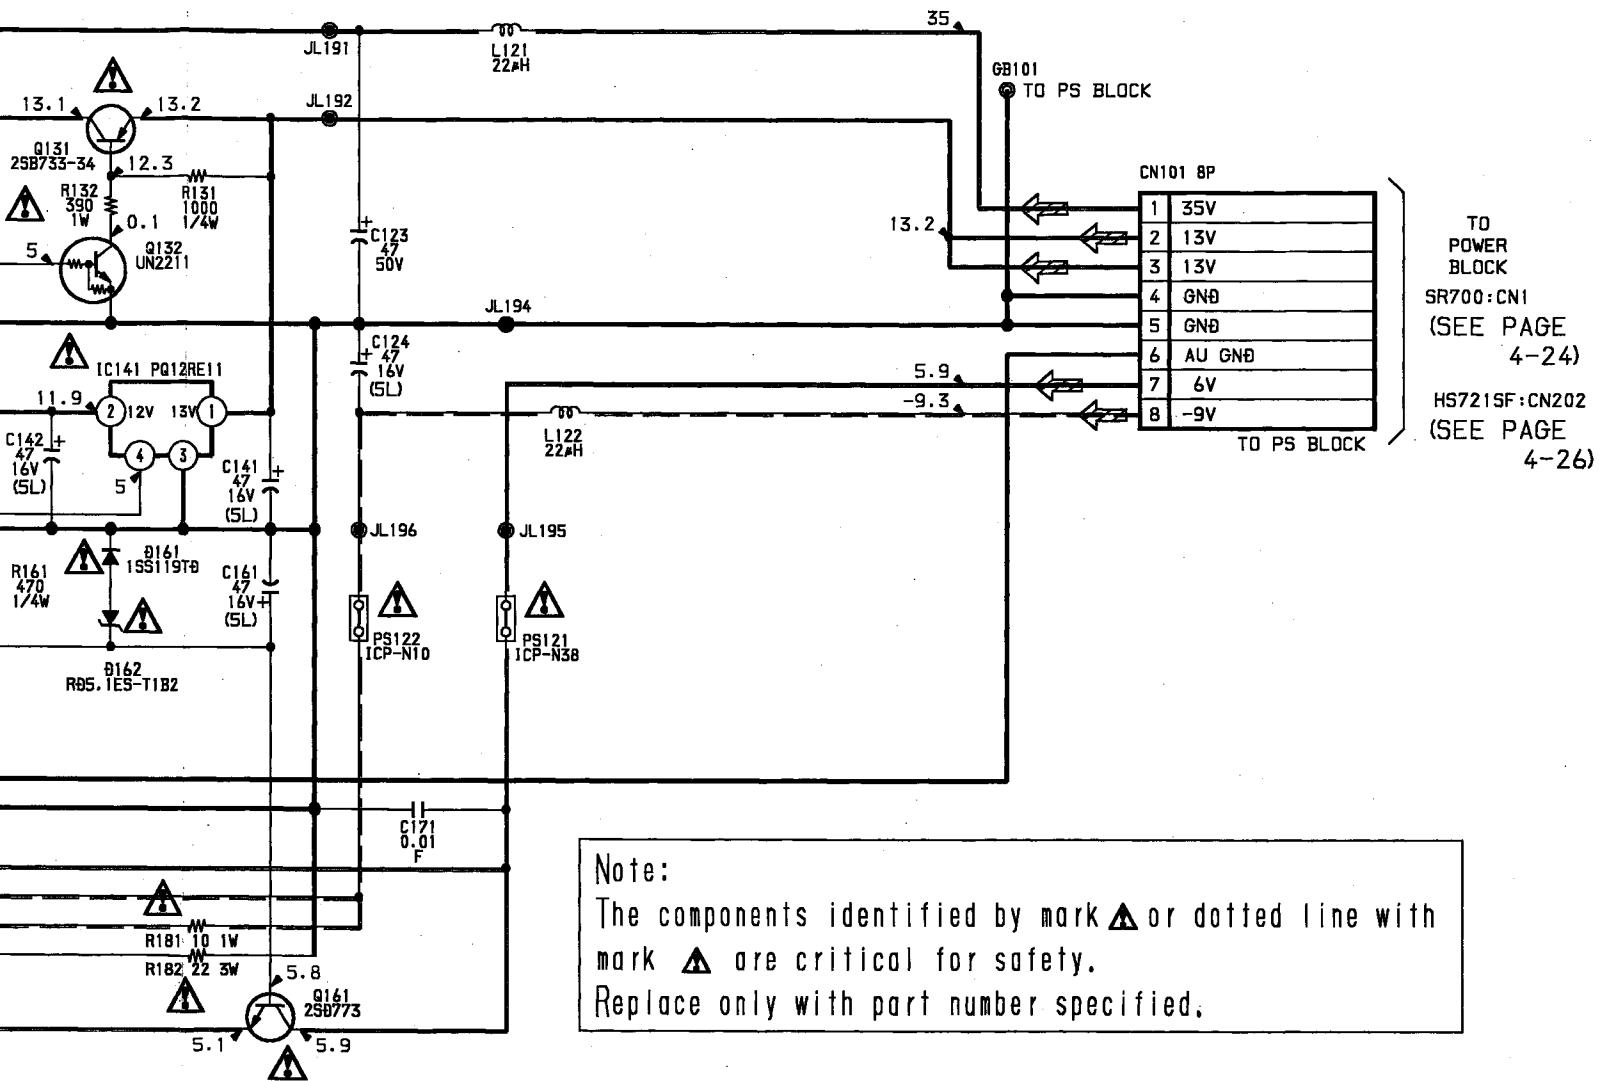 35
JL191
L121
22µH
GB101
TO PS BLOCK
13.1
13.2
JL192
Q131
2SB733-34
12.3
R132
390
1W
R131
1000
1/4W
0.1
5
Q132
UN2211
C123
47
50V
13.2
CN101 8P
1 35V
2 13V
3 13V
4 GND
5 GND
6 AU GND
7 6V
8 -9V
TO PS BLOCK
TO
POWER
BLOCK
SR700:CN1
(SEE PAGE
4-24)
HS721SF:CN202
(SEE PAGE
4-26)
JL194
C124
47
16V
(5L)
5.9
-9.3
L122
22µH
IC141 PQ12RE11
11.9
2 12V 13V 1
4 3
5
C142
47
16V
(5L)
C141
47
16V
(5L)
JL196
JL195
D161
1SS119TD
R161
470
1/4W
C161
47
16V
(5L)
PS122
ICP-N10
PS121
ICP-N38
D162
RD5.1ES-T1B2
C171
0.01
F
R181 10 1W
R182 22 3W
5.8
Q161
2SD773
5.1
5.9
Note:
The components identified by mark ⚠ or dotted line with
mark ⚠ are critical for safety.
Replace only with part number specified.